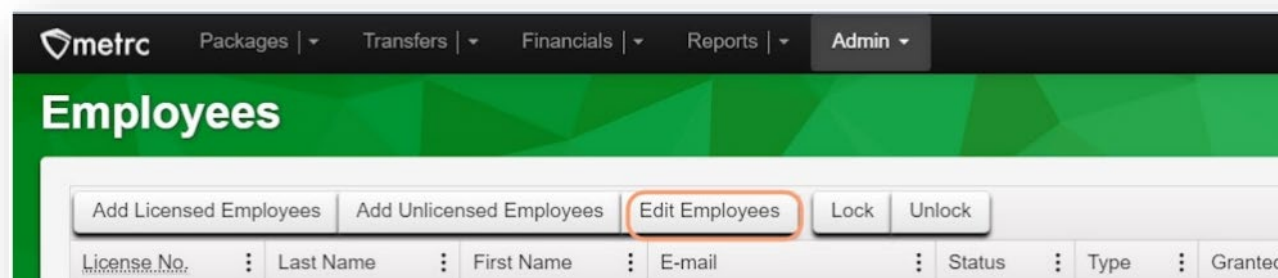 metrc Packages | Transfers | Financials | Reports | Admin
Employees
Add Licensed Employees Add Unlicensed Employees Edit Employees Lock Unlock
License No. Last Name First Name E-mail Status Type Granted